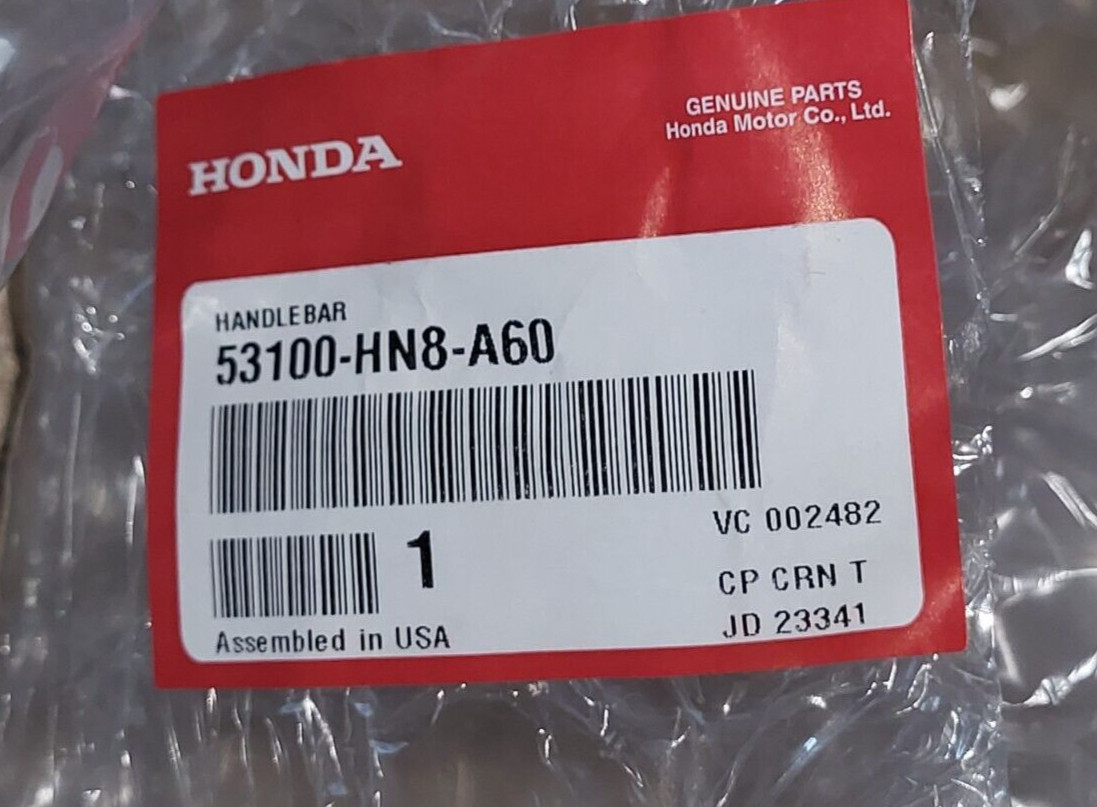 HONDA
GENUINE PARTS
Honda Motor Co., Ltd.
HANDLEBAR
53100-HN8-A60
VC 002482
1
CP CRN T
JD 23341
Assembled in USA